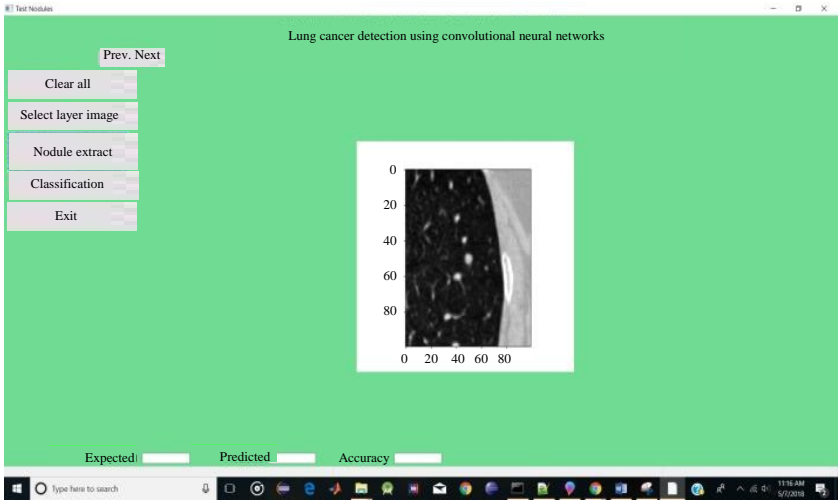 Test Nodules
Lung cancer detection using convolutional neural networks
Prev. Next
Clear all
Select layer image
Nodule extract
Classification
Exit
0
20
40
60
80
0 20 40 60 80
Expected
Predicted
Accuracy
Type here to search
11:16 AM
5/7/2018